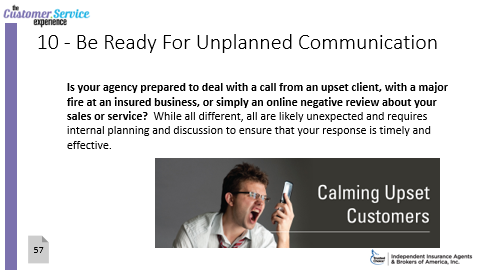 the
Customer Service
experience
10 - Be Ready For Unplanned Communication
Is your agency prepared to deal with a call from an upset client, with a major
fire at an insured business, or simply an online negative review about your
sales or service? While all different, all are likely unexpected and requires
internal planning and discussion to ensure that your response is timely and
effective.
Calming Upset
Customers
57
Independent Insurance Agents
& Brokers of America, Inc.